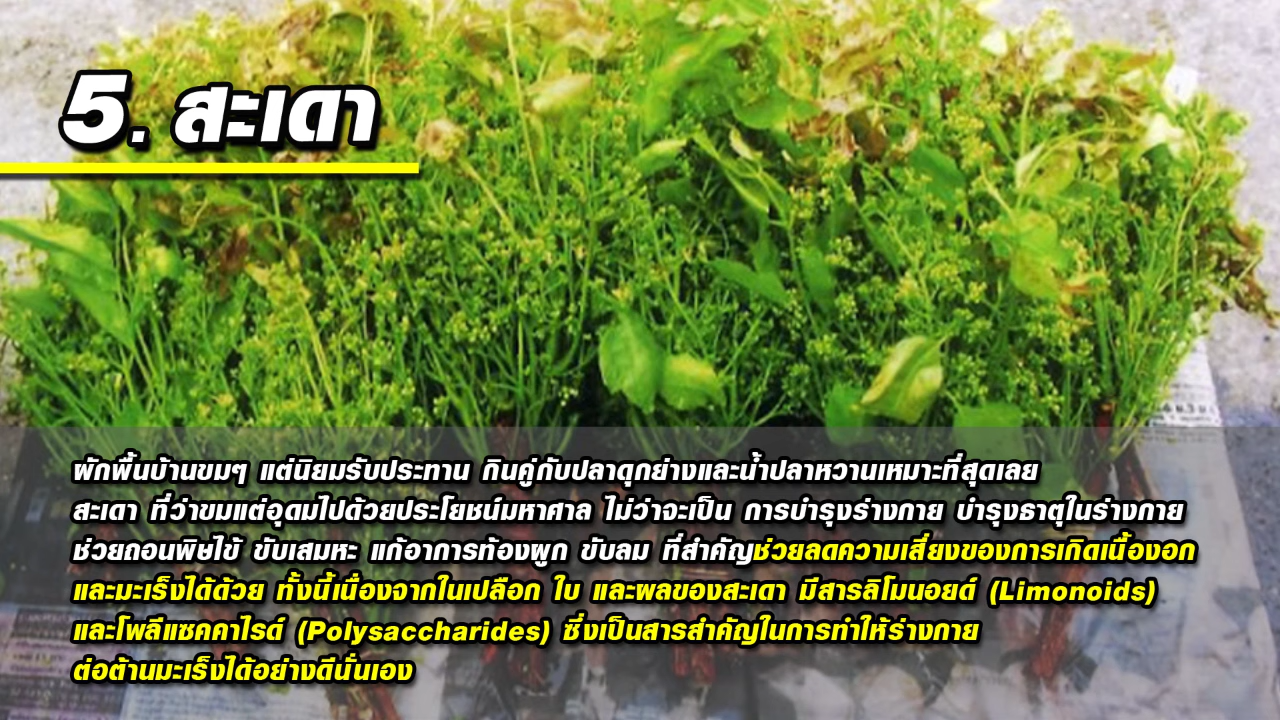 5. สะเดา
ผักพื้นบ้านขมๆ แต่นิยมรับประทาน กินคู่กับปลาดุกย่างและน้ำปลาหวานเหมาะที่สุดเลย
สะเดา ที่ว่าขมแต่อุดมไปด้วยประโยชน์มหาศาล ไม่ว่าจะเป็น การบำรุงร่างกาย บำรุงธาตุในร่างกาย
ช่วยถอนพิษไข้ ขับเสมหะ แก้อาการท้องผูก ขับลม ที่สำคัญช่วยลดความเสี่ยงของการเกิดเนื้องอก
และมะเร็งได้ด้วย ทั้งนี้เนื่องจากในเปลือก ใบ และผลของสะเดา มีสารลิโมนอยด์ (Limonoids)
และโพลีแซคคาไรด์ (Polysaccharides) ซึ่งเป็นสารสำคัญในการทำให้ร่างกาย
ต่อต้านมะเร็งได้อย่างดีนั่นเอง